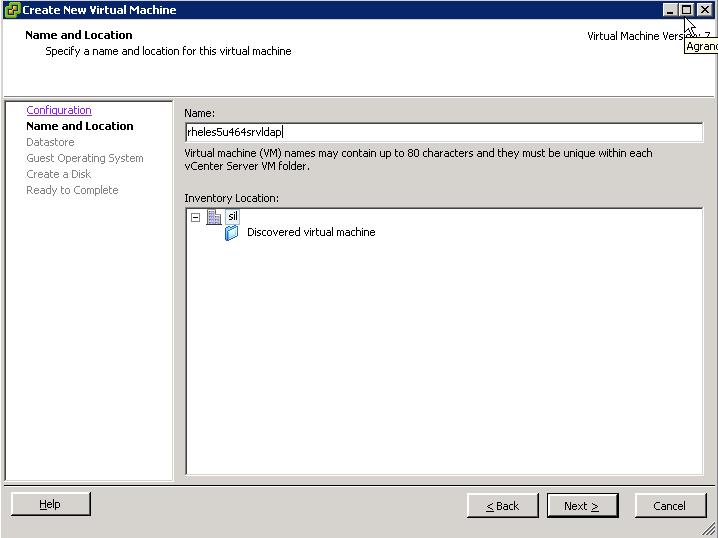 Create New Virtual Machine
Name and Location
Specify a name and location for this virtual machine
Virtual Machine Version: 7
Agrand
Configuration
Name and Location
Datastore
Guest Operating System
Create a Disk
Ready to Complete
Name:
rheles5u464srvldap
Virtual machine (VM) names may contain up to 80 characters and they must be unique within each
vCenter Server VM folder.
Inventory Location:
sil
Discovered virtual machine
Help
< Back
Next >
Cancel